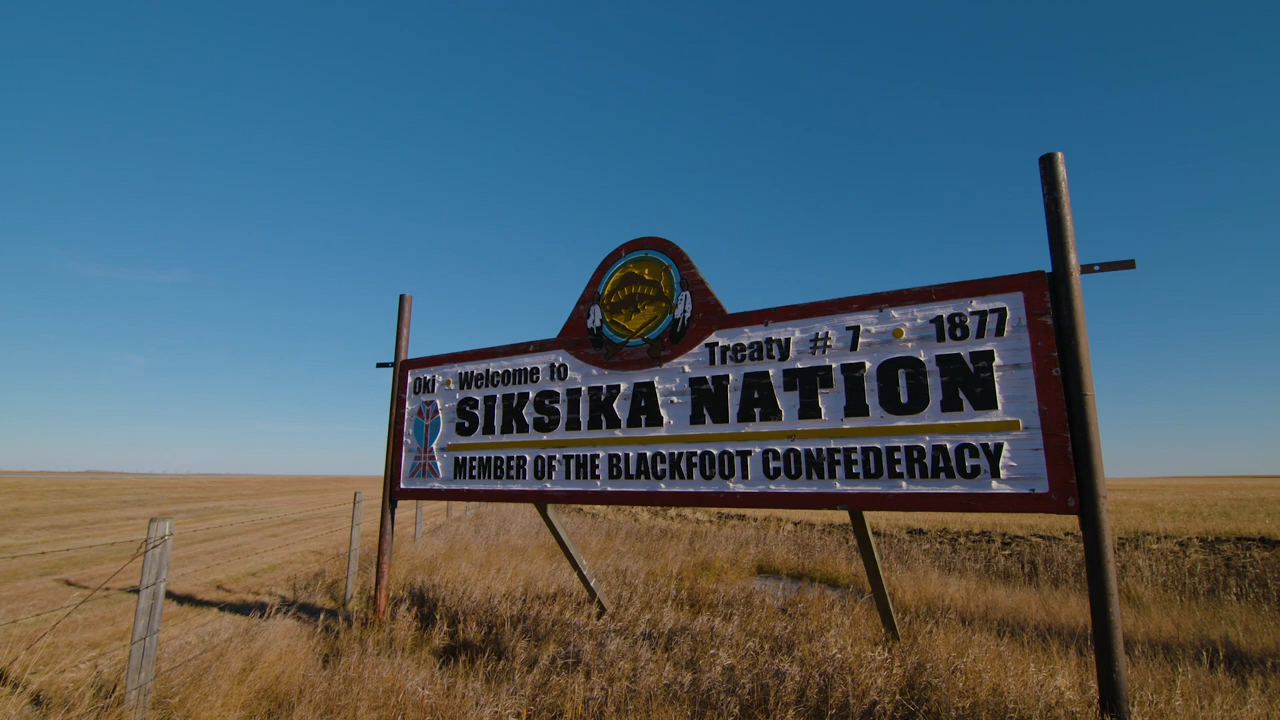 Oki • Welcome to
Treaty # 7 • 1877
SIKSIKA NATION
MEMBER OF THE BLACKFOOT CONFEDERACY